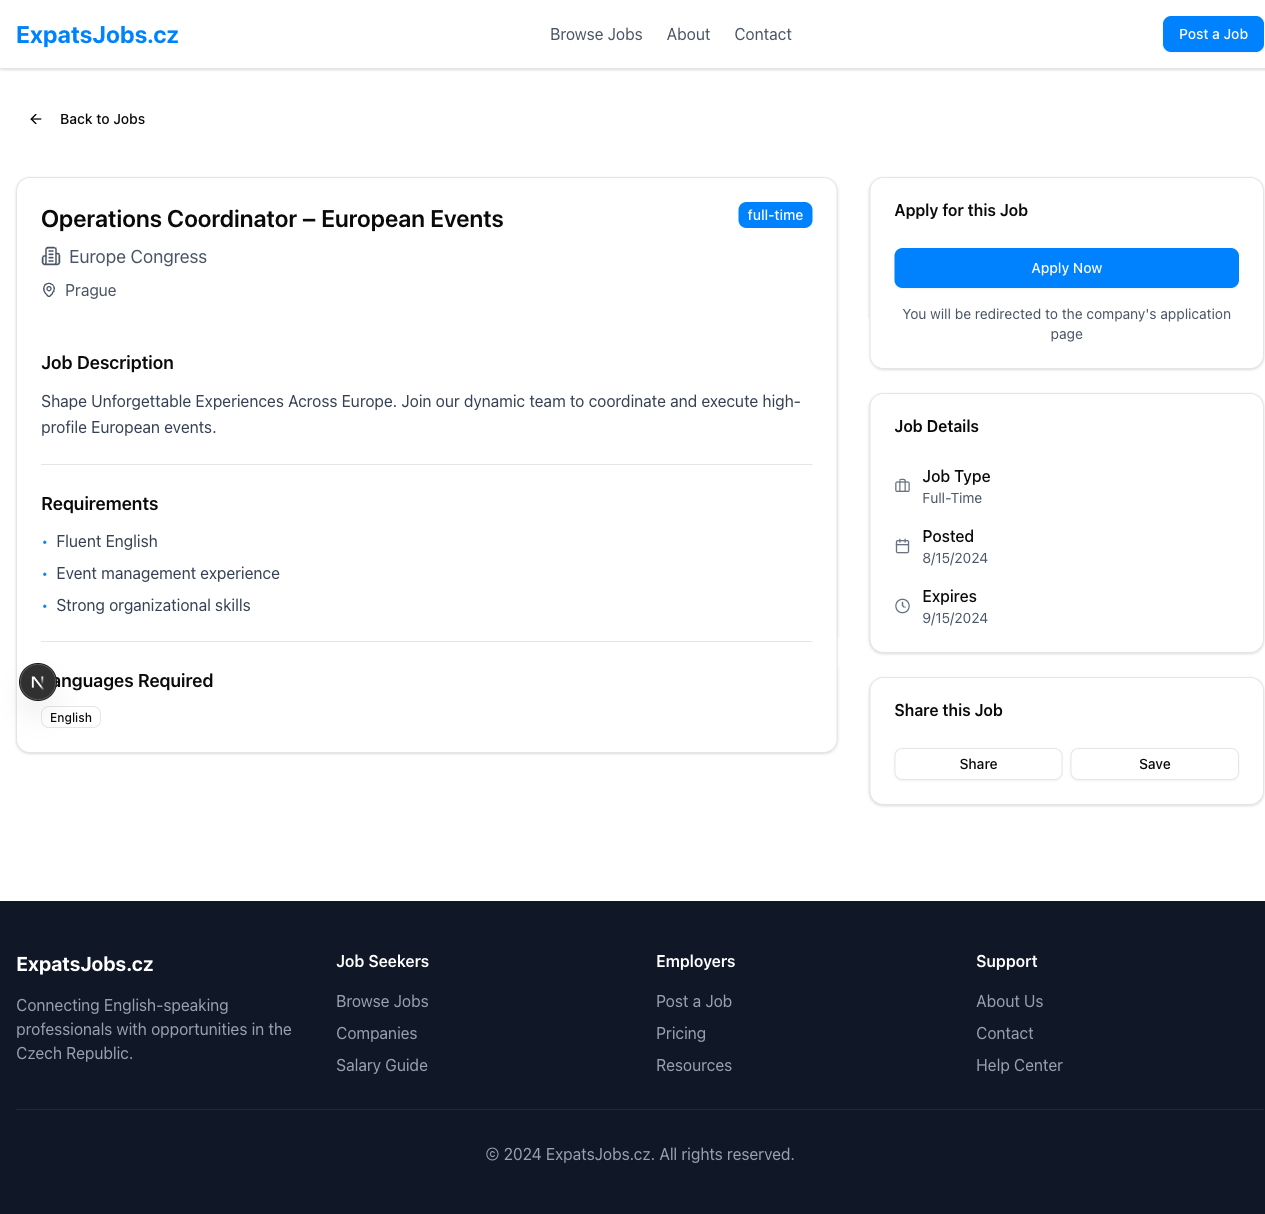 ExpatsJobs.cz
Browse Jobs
About
Contact
Post a Job
Back to Jobs
Operations Coordinator – European Events
full-time
Europe Congress
Prague
Job Description
Shape Unforgettable Experiences Across Europe. Join our dynamic team to coordinate and execute high-
profile European events.
Requirements
• Fluent English
• Event management experience
• Strong organizational skills
N
anguages Required
English
Apply for this Job
Apply Now
You will be redirected to the company's application
page
Job Details
Job Type
Full-Time
Posted
8/15/2024
Expires
9/15/2024
Share this Job
Share
Save
ExpatsJobs.cz
Connecting English-speaking
professionals with opportunities in the
Czech Republic.
Job Seekers
Browse Jobs
Companies
Salary Guide
Employers
Post a Job
Pricing
Resources
Support
About Us
Contact
Help Center
© 2024 ExpatsJobs.cz. All rights reserved.